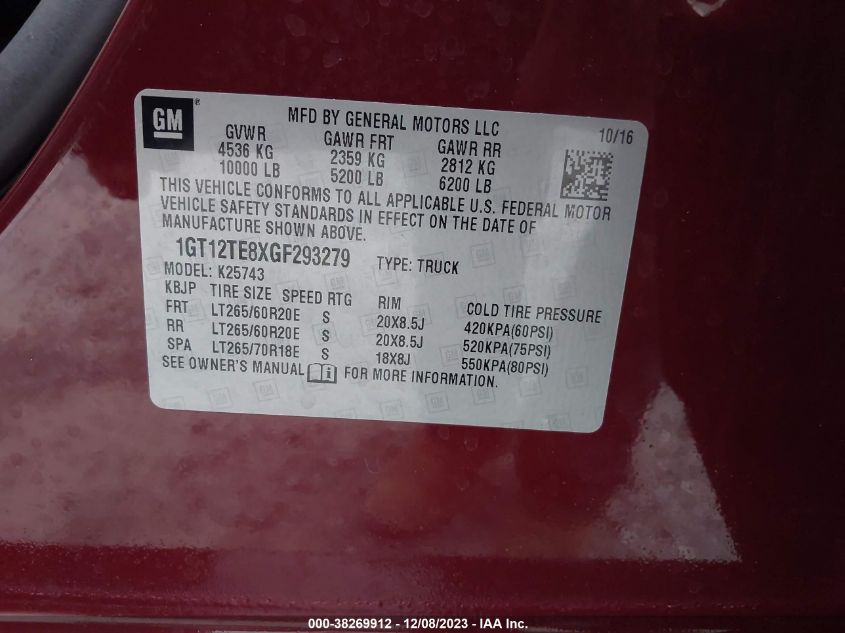 GM ®
MFD BY GENERAL MOTORS LLC
10/16
GVWR GAWR FRT GAWR RR
4536 KG 2359 KG 2812 KG
10000 LB 5200 LB 6200 LB
THIS VEHICLE CONFORMS TO ALL APPLICABLE U.S. FEDERAL MOTOR
VEHICLE SAFETY STANDARDS IN EFFECT ON THE DATE OF
MANUFACTURE SHOWN ABOVE.
1GT12TE8XGF293279 TYPE: TRUCK
MODEL: K25743
KBJP TIRE SIZE SPEED RTG RIM COLD TIRE PRESSURE
FRT LT265/60R20E S 20X8.5J 420KPA(60PSI)
RR LT265/60R20E S 20X8.5J 520KPA(75PSI)
SPA LT265/70R18E S 18X8J 550KPA(80PSI)
SEE OWNER'S MANUAL FOR MORE INFORMATION.
000-38269912 - 12/08/2023 - IAA Inc.